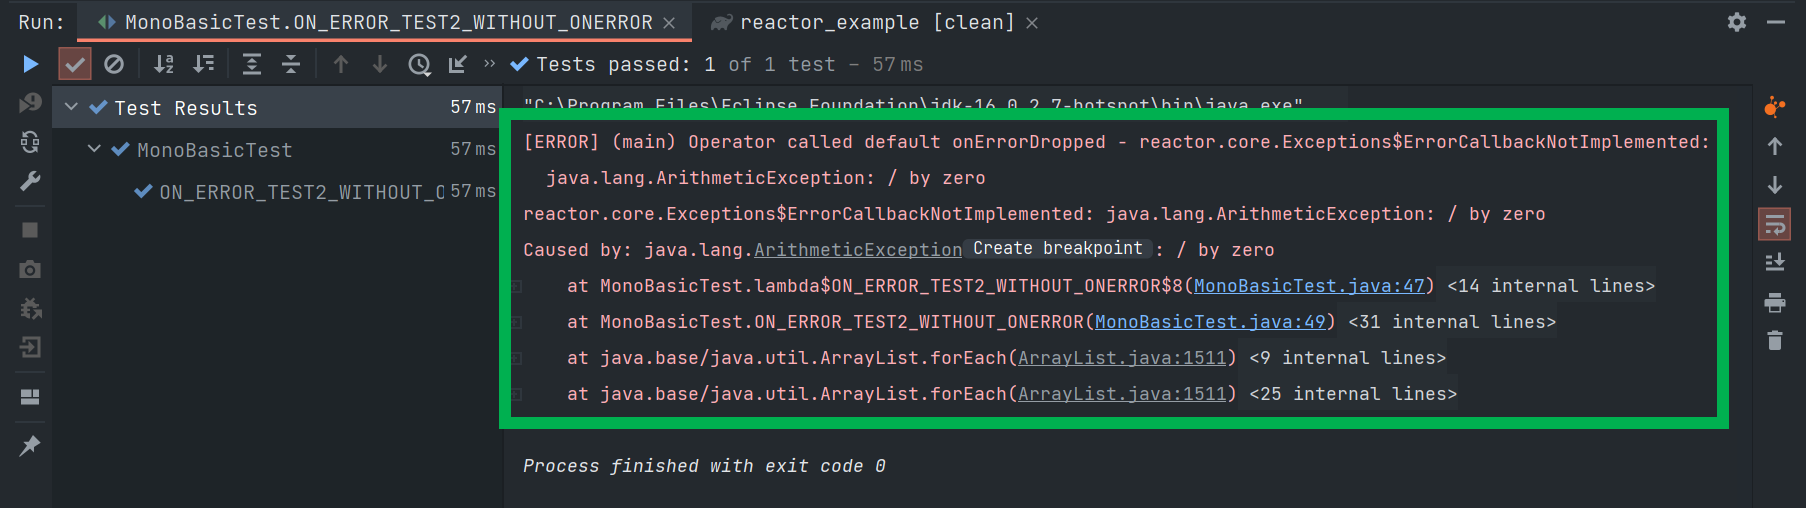 Run: MonoBasicTest.ON_ERROR_TEST2_WITHOUT_ONERROR reactor_example [clean]
Tests passed: 1 of 1 test – 57 ms
Test Results 57 ms
MonoBasicTest 57 ms
ON_ERROR_TEST2_WITHOUT_O 57 ms
"C:\Program Files\Eclipse Foundation\jdk-16.0.2.7-hotspot\bin\java.exe"
[ERROR] (main) Operator called default onErrorDropped - reactor.core.Exceptions$ErrorCallbackNotImplemented:
java.lang.ArithmeticException: / by zero
reactor.core.Exceptions$ErrorCallbackNotImplemented: java.lang.ArithmeticException: / by zero
Caused by: java.lang.ArithmeticException Create breakpoint : / by zero
at MonoBasicTest.lambda$ON_ERROR_TEST2_WITHOUT_ONERROR$8(MonoBasicTest.java:47) <14 internal lines>
at MonoBasicTest.ON_ERROR_TEST2_WITHOUT_ONERROR(MonoBasicTest.java:49) <31 internal lines>
at java.base/java.util.ArrayList.forEach(ArrayList.java:1511) <9 internal lines>
at java.base/java.util.ArrayList.forEach(ArrayList.java:1511) <25 internal lines>
Process finished with exit code 0